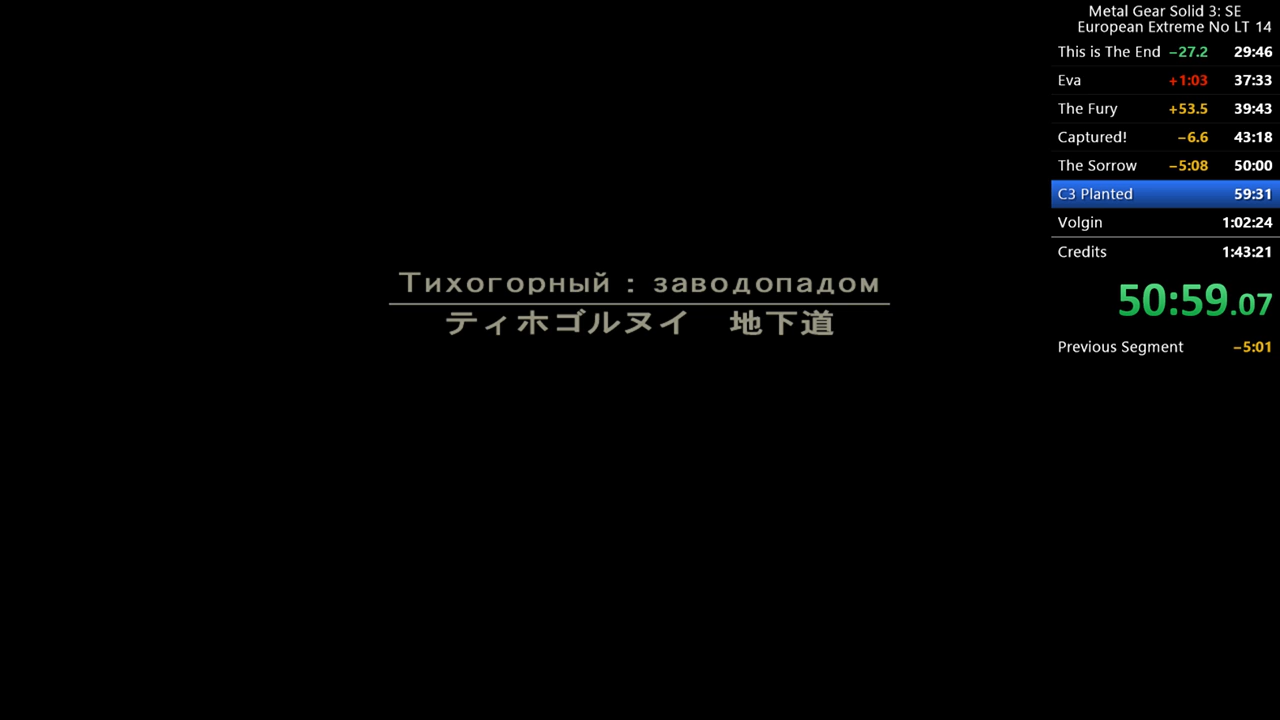 Metal Gear Solid 3: SE
European Extreme No LT 14
This is The End −27.2 29:46
Eva +1:03 37:33
The Fury +53.5 39:43
Captured! −6.6 43:18
The Sorrow −5:08 50:00
C3 Planted 59:31
Volgin 1:02:24
Credits 1:43:21
50:59.07
Previous Segment −5:01
Тихогорный : заводопадом
ティホゴルヌイ 地下道